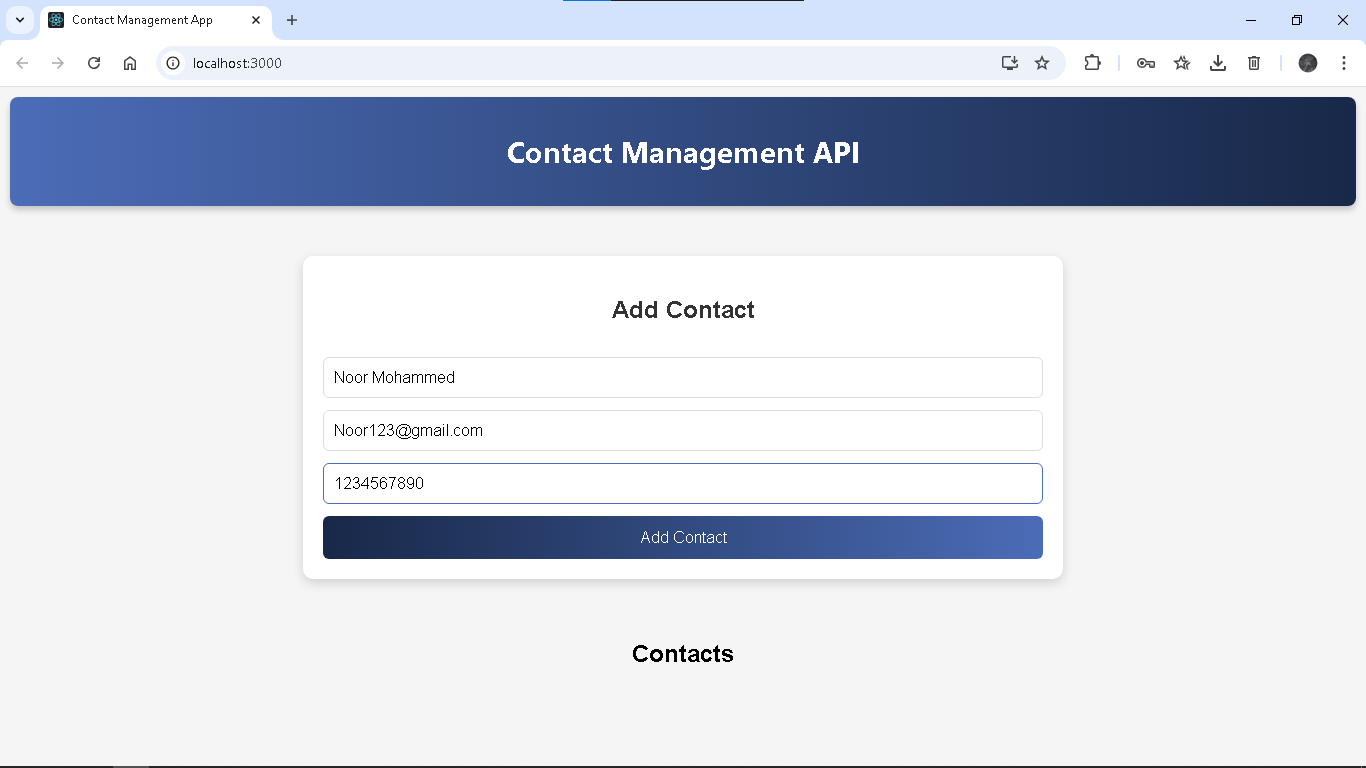 Contact Management App
localhost:3000
Contact Management API
Add Contact
Noor Mohammed
Noor123@gmail.com
1234567890
Add Contact
Contacts